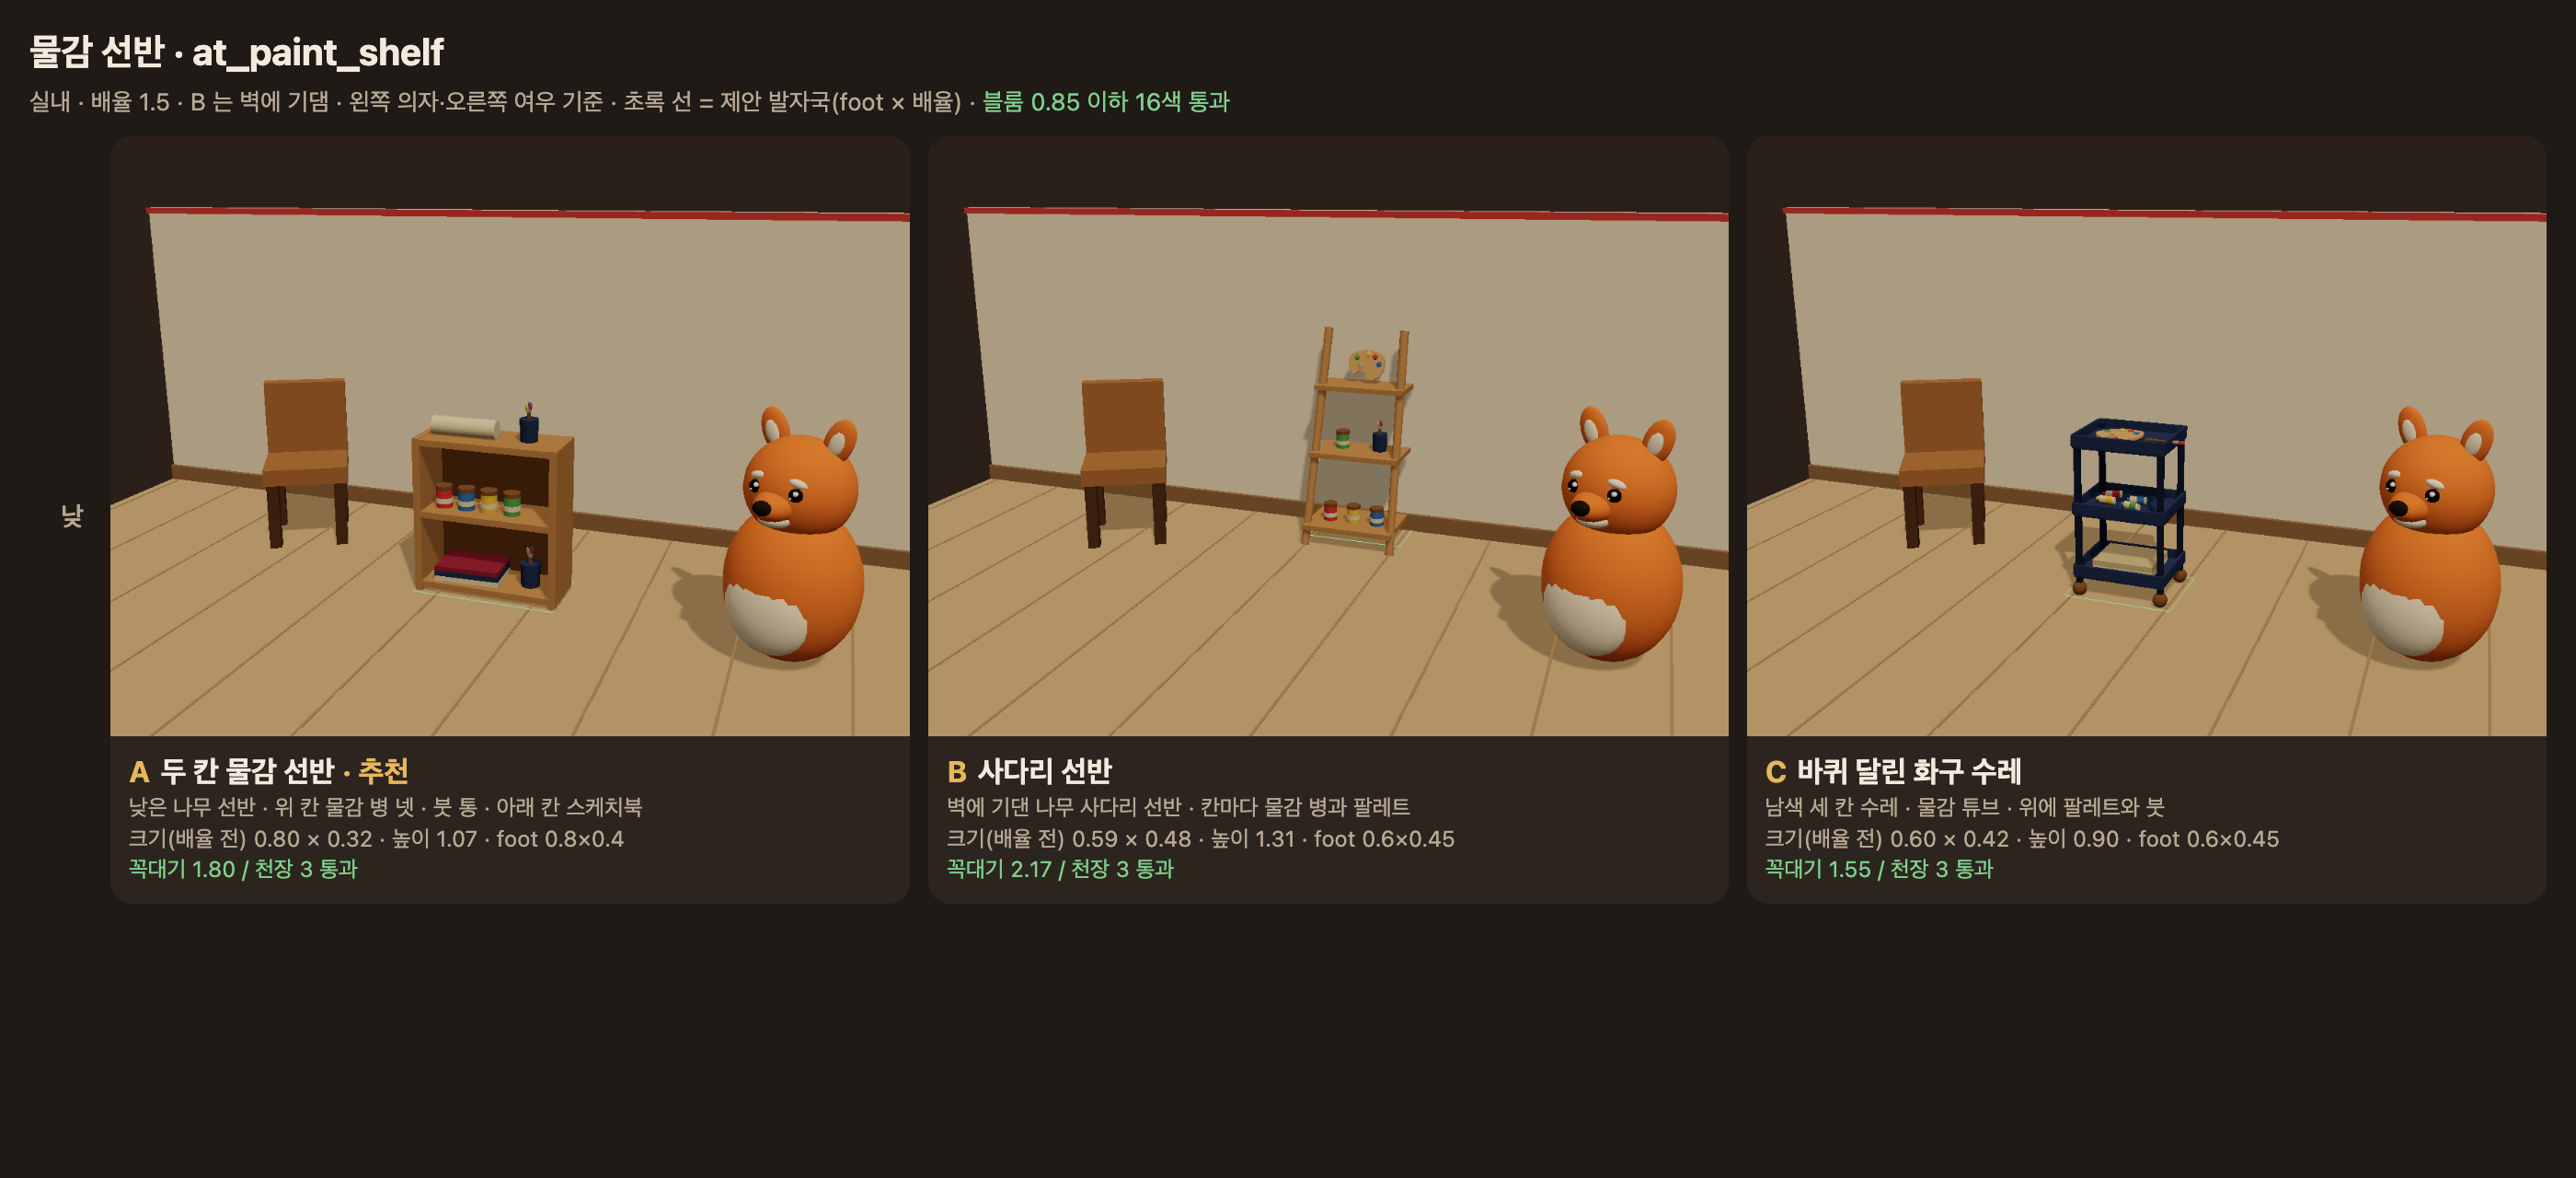 물감 선반 · at_paint_shelf
실내 · 배율 1.5 · B 는 벽에 기댐 · 왼쪽 의자·오른쪽 여우 기준 · 초록 선 = 제안 발자국(foot × 배율) · 블룸 0.85 이하 16색 통과
낮
A 두 칸 물감 선반 · 추천
낮은 나무 선반 · 위 칸 물감 병 넷 · 붓 통 · 아래 칸 스케치북
크기(배율 전) 0.80 × 0.32 · 높이 1.07 · foot 0.8×0.4
꼭대기 1.80 / 천장 3 통과
B 사다리 선반
벽에 기댄 나무 사다리 선반 · 칸마다 물감 병과 팔레트
크기(배율 전) 0.59 × 0.48 · 높이 1.31 · foot 0.6×0.45
꼭대기 2.17 / 천장 3 통과
C 바퀴 달린 화구 수레
남색 세 칸 수레 · 물감 튜브 · 위에 팔레트와 붓
크기(배율 전) 0.60 × 0.42 · 높이 0.90 · foot 0.6×0.45
꼭대기 1.55 / 천장 3 통과